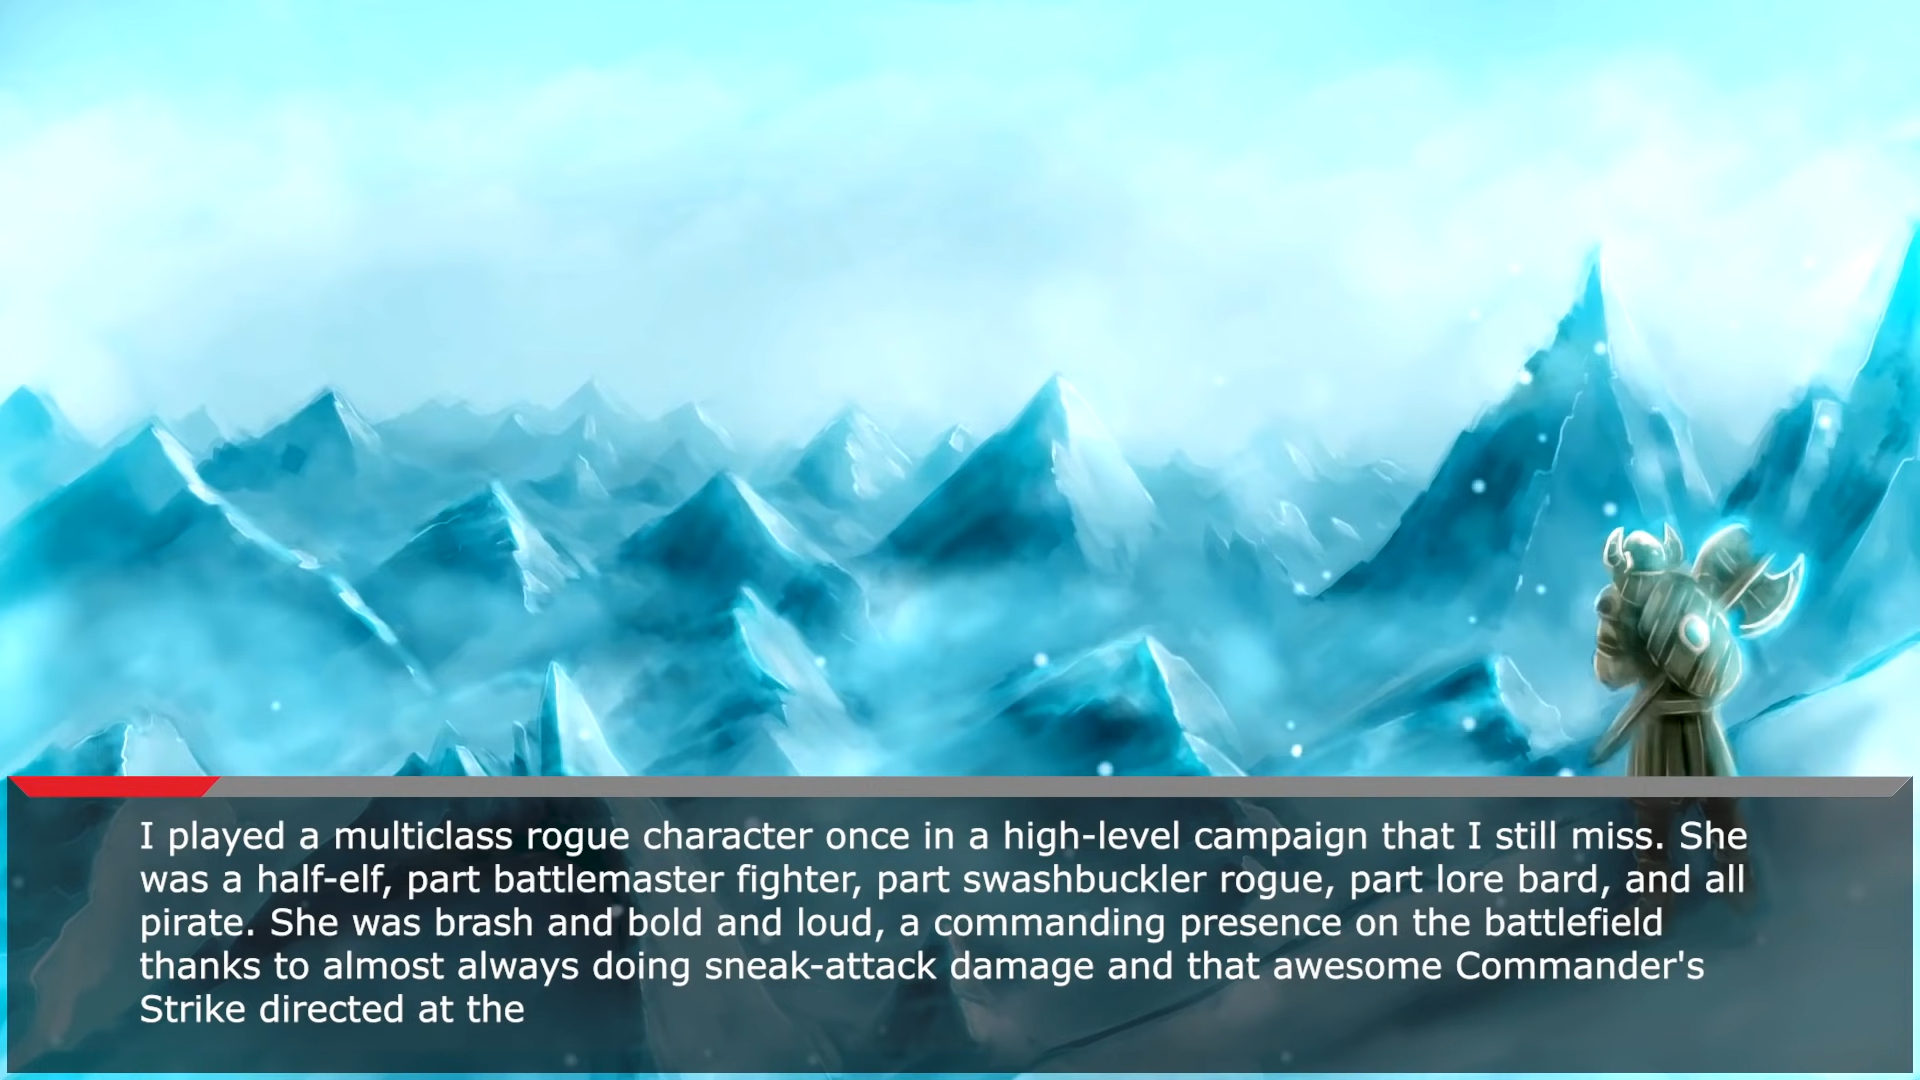 I played a multiclass rogue character once in a high-level campaign that I still miss. She
was a half-elf, part battlemaster fighter, part swashbuckler rogue, part lore bard, and all
pirate. She was brash and bold and loud, a commanding presence on the battlefield
thanks to almost always doing sneak-attack damage and that awesome Commander's
Strike directed at the